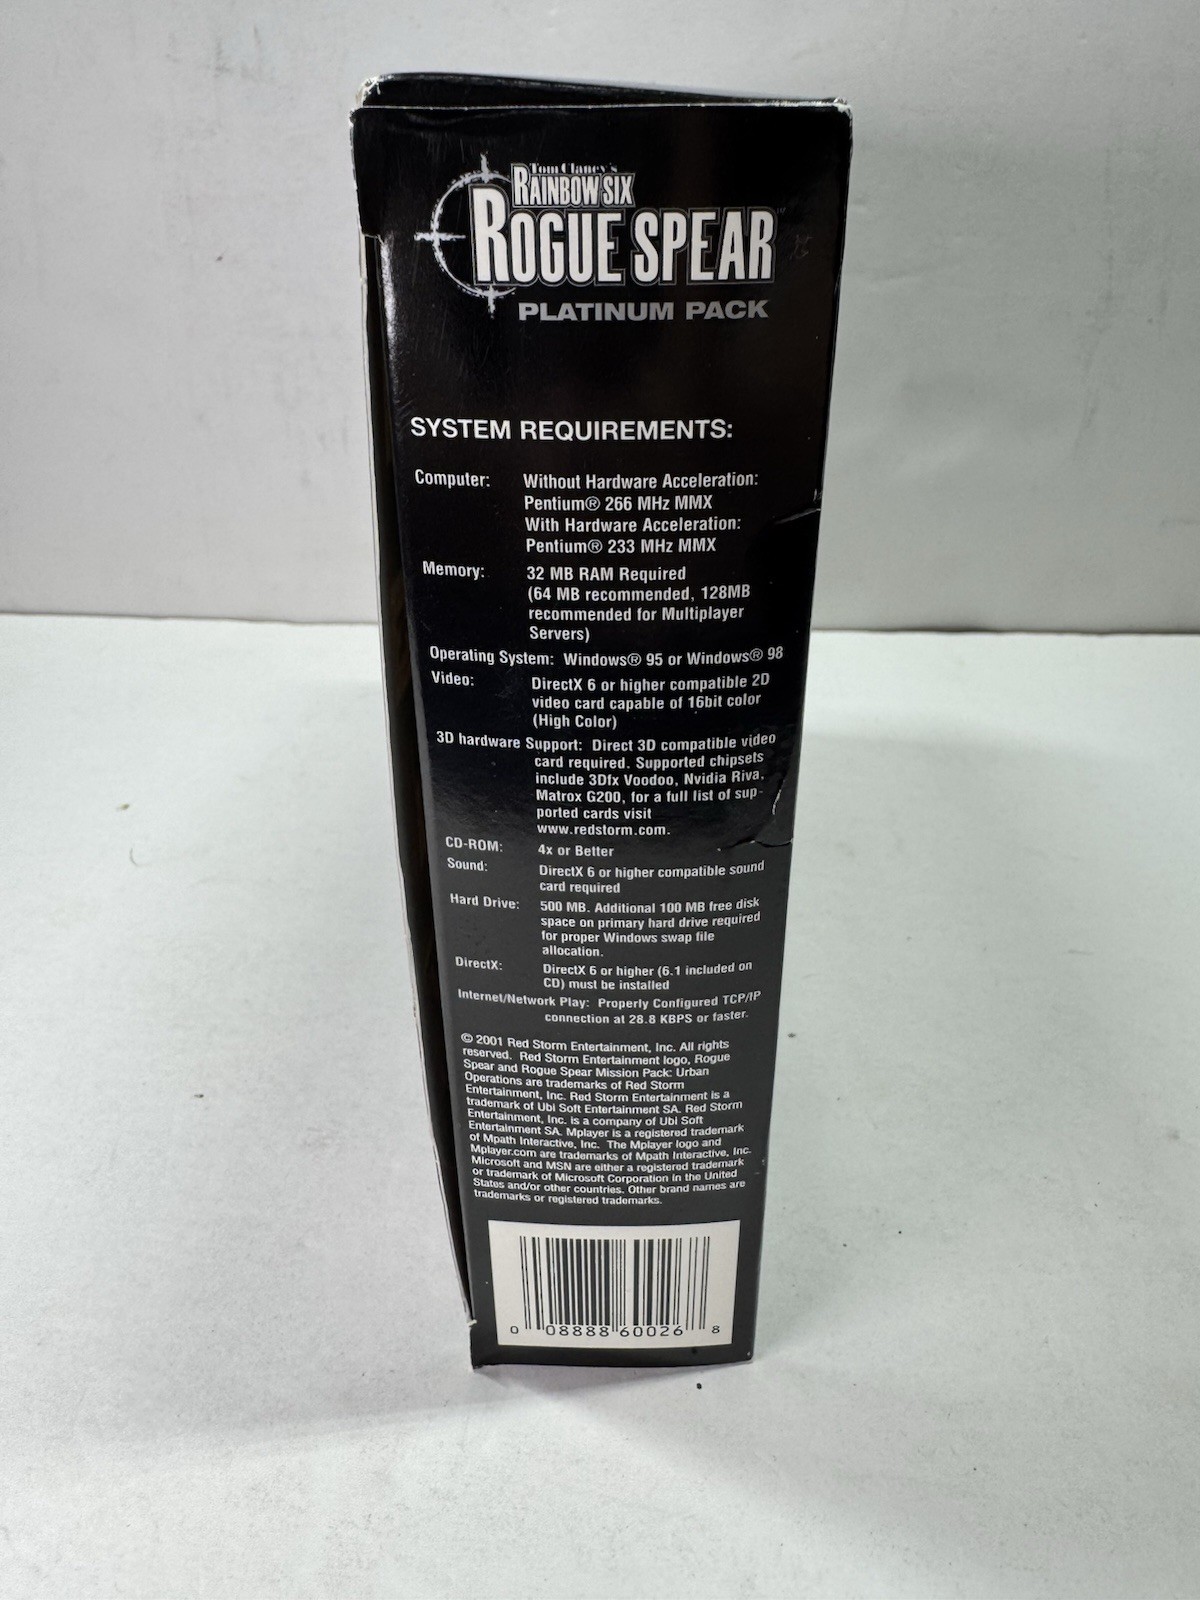 Tom Clancy's
RAINBOW SIX
ROGUE SPEAR™
PLATINUM PACK
SYSTEM REQUIREMENTS:
Computer: Without Hardware Acceleration:
Pentium® 266 MHz MMX
With Hardware Acceleration:
Pentium® 233 MHz MMX
Memory: 32 MB RAM Required
(64 MB recommended, 128MB
recommended for Multiplayer
Servers)
Operating System: Windows® 95 or Windows® 98
Video: DirectX 6 or higher compatible 2D
video card capable of 16bit color
(High Color)
3D hardware Support: Direct 3D compatible video
card required. Supported chipsets
include 3Dfx Voodoo, Nvidia Riva,
Matrox G200, for a full list of sup-
ported cards visit
www.redstorm.com.
CD-ROM: 4x or Better
Sound: DirectX 6 or higher compatible sound
card required
Hard Drive: 500 MB. Additional 100 MB free disk
space on primary hard drive required
for proper Windows swap file
allocation.
DirectX: DirectX 6 or higher (6.1 included on
CD) must be installed
Internet/Network Play: Properly Configured TCP/IP
connection at 28.8 KBPS or faster.
© 2001 Red Storm Entertainment, Inc. All rights
reserved. Red Storm Entertainment logo, Rogue
Spear and Rogue Spear Mission Pack: Urban
Operations are trademarks of Red Storm
Entertainment, Inc. Red Storm Entertainment is a
trademark of Ubi Soft Entertainment SA. Red Storm
Entertainment, Inc. is a company of Ubi Soft
Entertainment SA. Mplayer is a registered trademark
of Mpath Interactive, Inc. The Mplayer logo and
Mplayer.com are trademarks of Mpath Interactive, Inc.
Microsoft and MSN are either a registered trademark
or trademark of Microsoft Corporation in the United
States and/or other countries. Other brand names are
trademarks or registered trademarks.
0 08888 60026 8